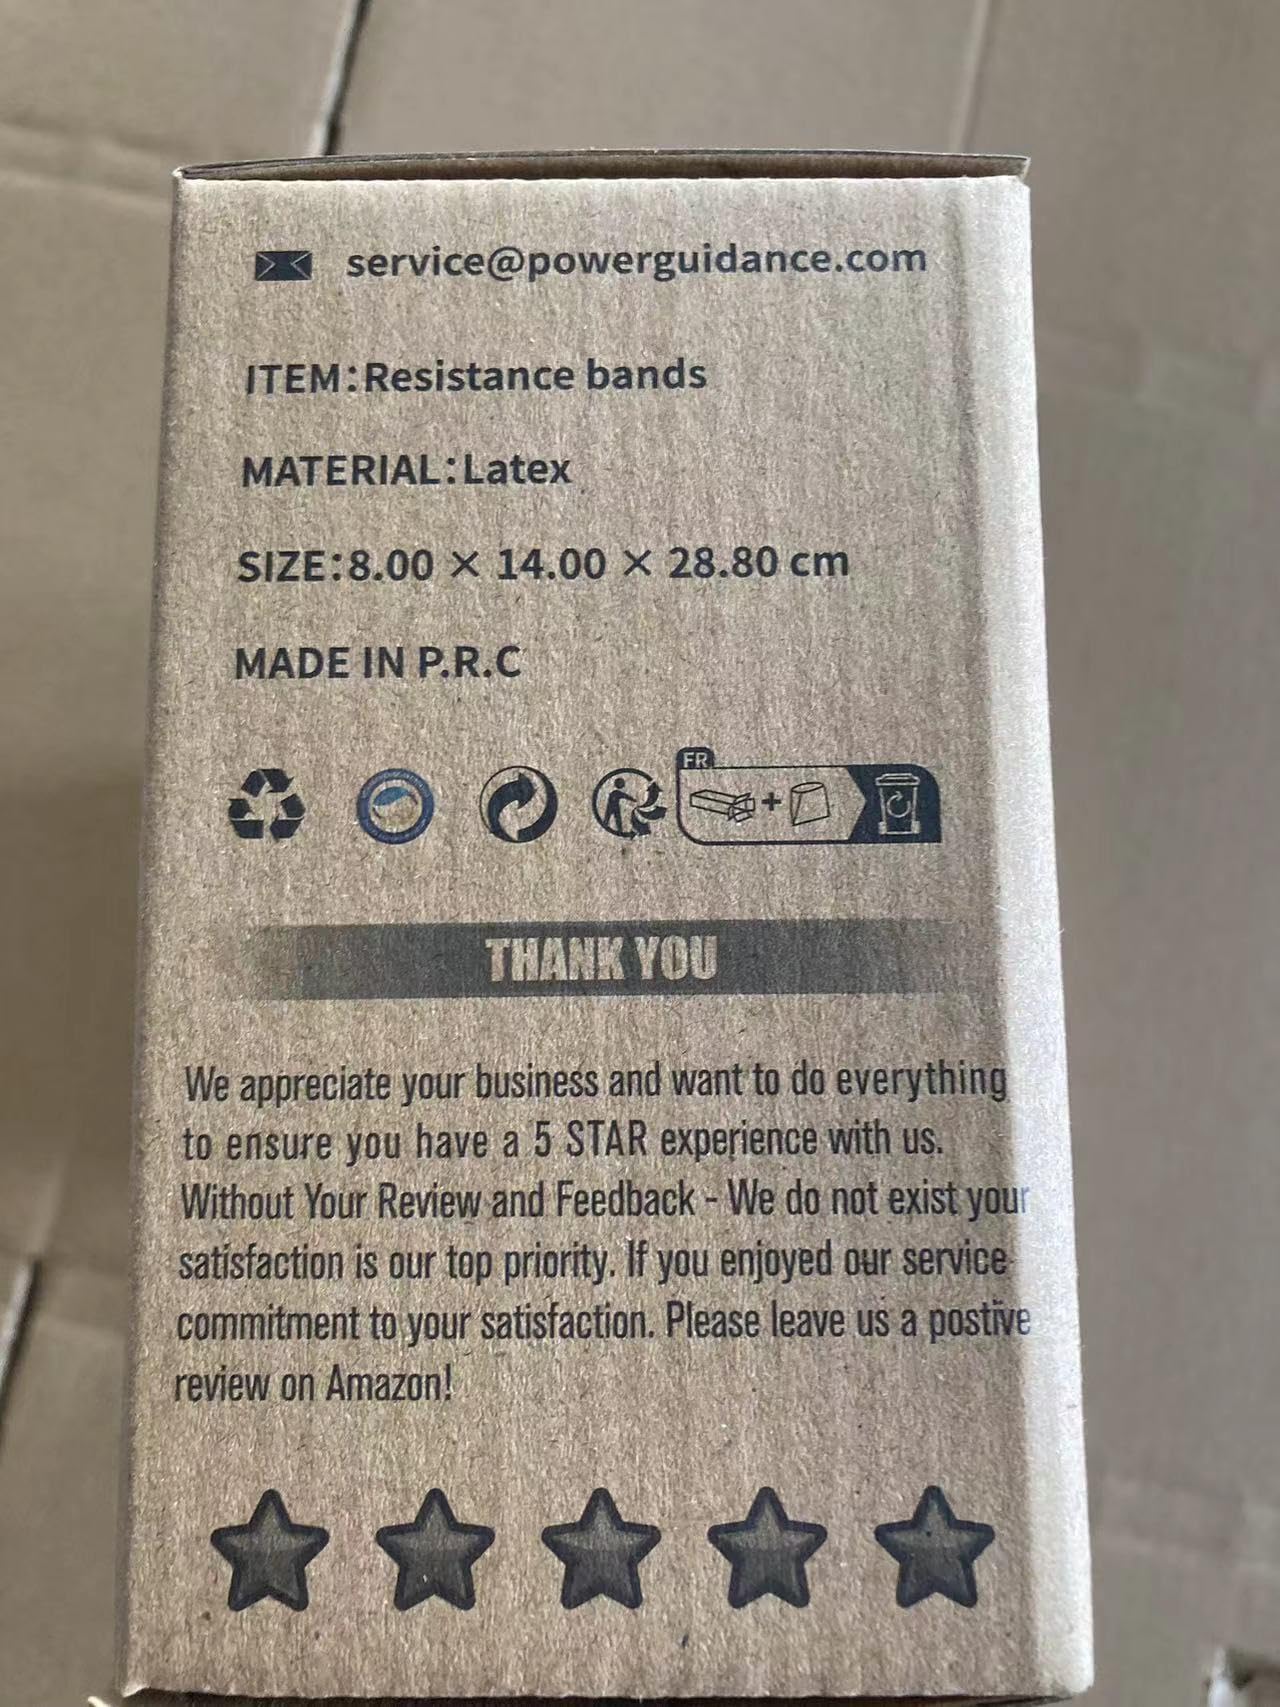 service@powerguidance.com
ITEM:Resistance bands
MATERIAL:Latex
SIZE:8.00 × 14.00 × 28.80 cm
MADE IN P.R.C
FR
+
THANK YOU
We appreciate your business and want to do everything
to ensure you have a 5 STAR experience with us.
Without Your Review and Feedback - We do not exist your
satisfaction is our top priority. If you enjoyed our service
commitment to your satisfaction. Please leave us a postive
review on Amazon!